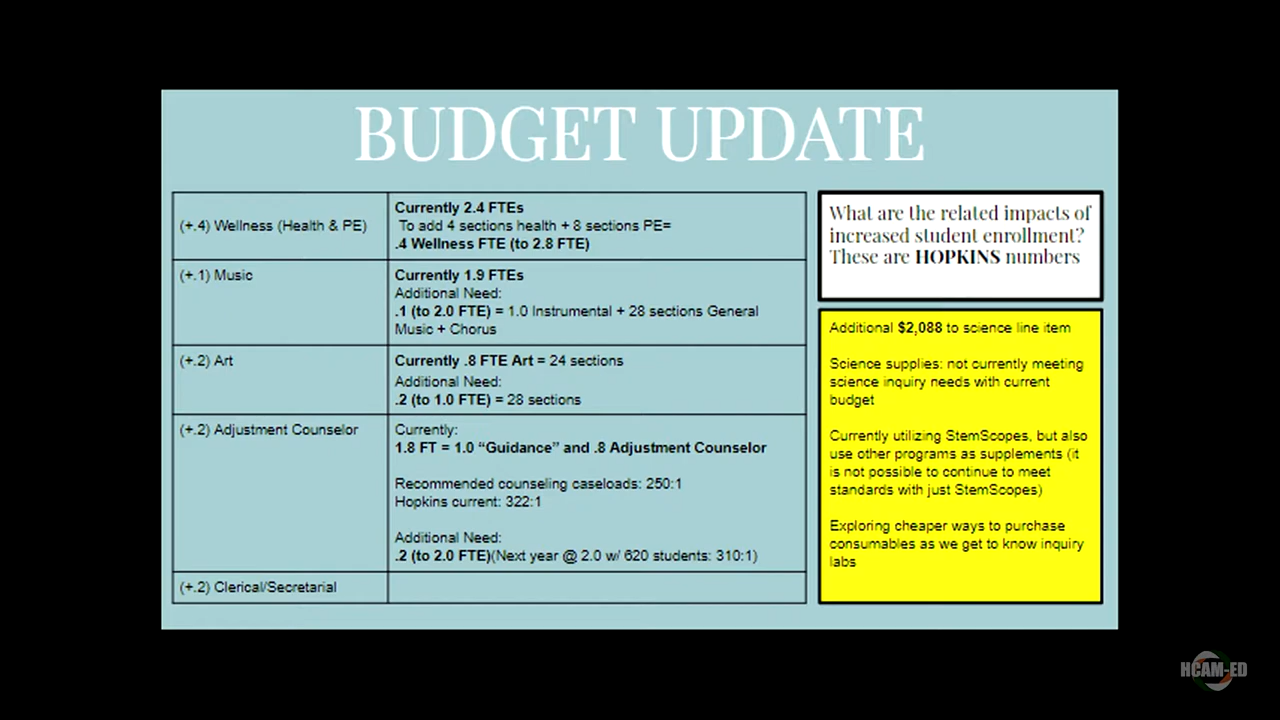 BUDGET UPDATE
(+.4) Wellness (Health & PE)
Currently 2.4 FTEs
To add 4 sections health + 8 sections PE=
.4 Wellness FTE (to 2.8 FTE)
(+.1) Music
Currently 1.9 FTEs
Additional Need:
.1 (to 2.0 FTE) = 1.0 Instrumental + 28 sections General
Music + Chorus
(+.2) Art
Currently .8 FTE Art = 24 sections
Additional Need:
.2 (to 1.0 FTE) = 28 sections
(+.2) Adjustment Counselor
Currently:
1.8 FT = 1.0 “Guidance” and .8 Adjustment Counselor
Recommended counseling caseloads: 250:1
Hopkins current: 322:1
Additional Need:
.2 (to 2.0 FTE)(Next year @ 2.0 w/ 620 students: 310:1)
(+.2) Clerical/Secretarial
What are the related impacts of
increased student enrollment?
These are HOPKINS numbers
Additional $2,088 to science line item
Science supplies: not currently meeting
science inquiry needs with current
budget
Currently utilizing StemScopes, but also
use other programs as supplements (it
is not possible to continue to meet
standards with just StemScopes)
Exploring cheaper ways to purchase
consumables as we get to know inquiry
labs
HCAM-ED